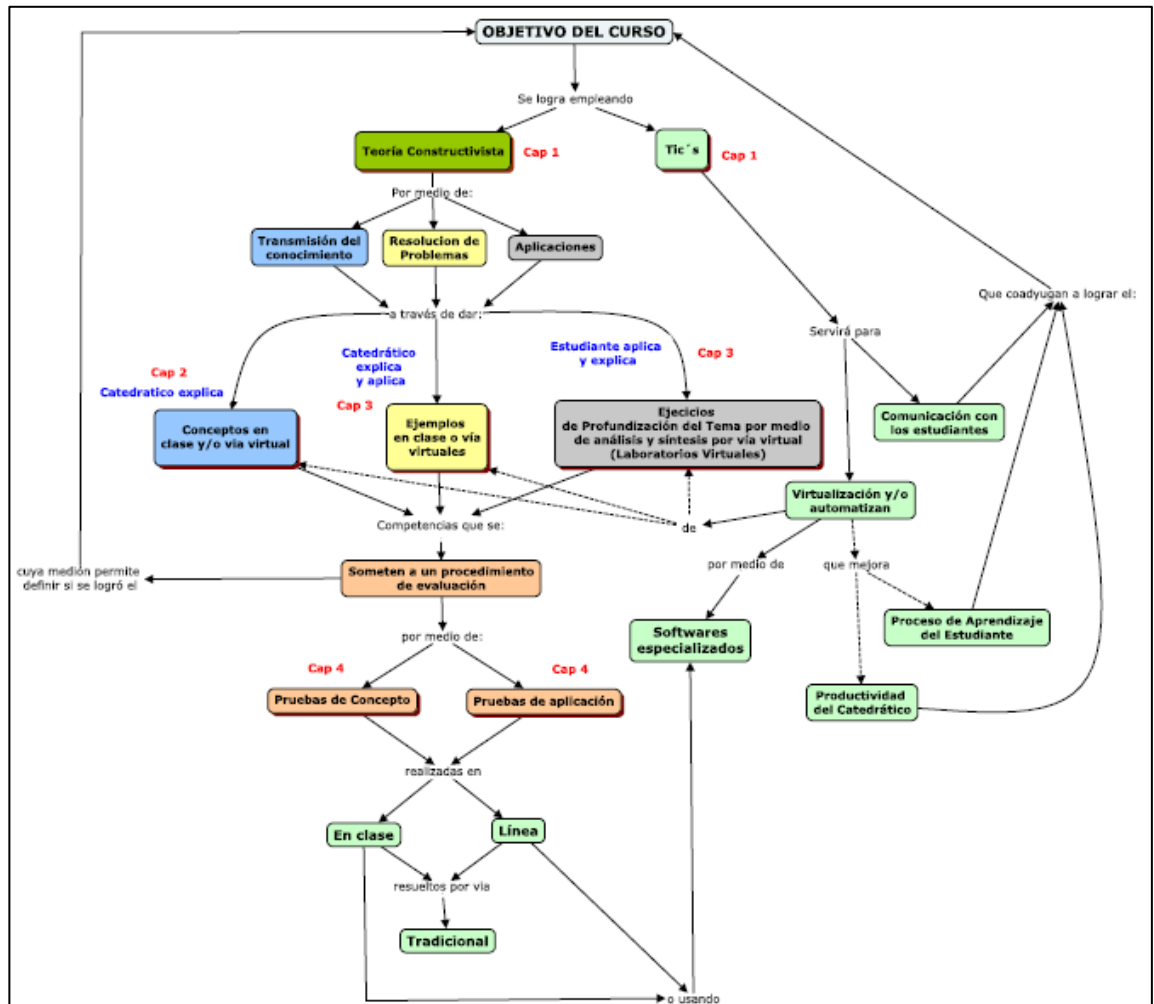 OBJETIVO DEL CURSO
Se logra empleando
Teoría Constructivista
Cap 1
Tic´s
Cap 1
Por medio de:
Transmisión del
conocimiento
Resolucion de
Problemas
Aplicaciones
a través de dar:
Que coadyugan a lograr el:
Servirá para
Cap 2
Catedratico explica
Catedrático
explica
y aplica
Cap 3
Estudiante aplica
y explica
Cap 3
Conceptos en
clase y/o via virtual
Ejemplos
en clase o vía
virtuales
Ejecicios
de Profundización del Tema por medio
de análisis y síntesis por vía virtual
(Laboratorios Virtuales)
Comunicación con
los estudiantes
Virtualización y/o
automatizan
Competencias que se:
de
cuya medión permite
definir si se logró el
Someten a un procedimiento
de evaluación
por medio de
que mejora
por medio de:
Softwares
especializados
Proceso de Aprendizaje
del Estudiante
Cap 4
Cap 4
Pruebas de Concepto
Pruebas de aplicación
Productividad
del Catedrático
realizadas en
En clase
Línea
resueltos por via
Tradicional
o usando